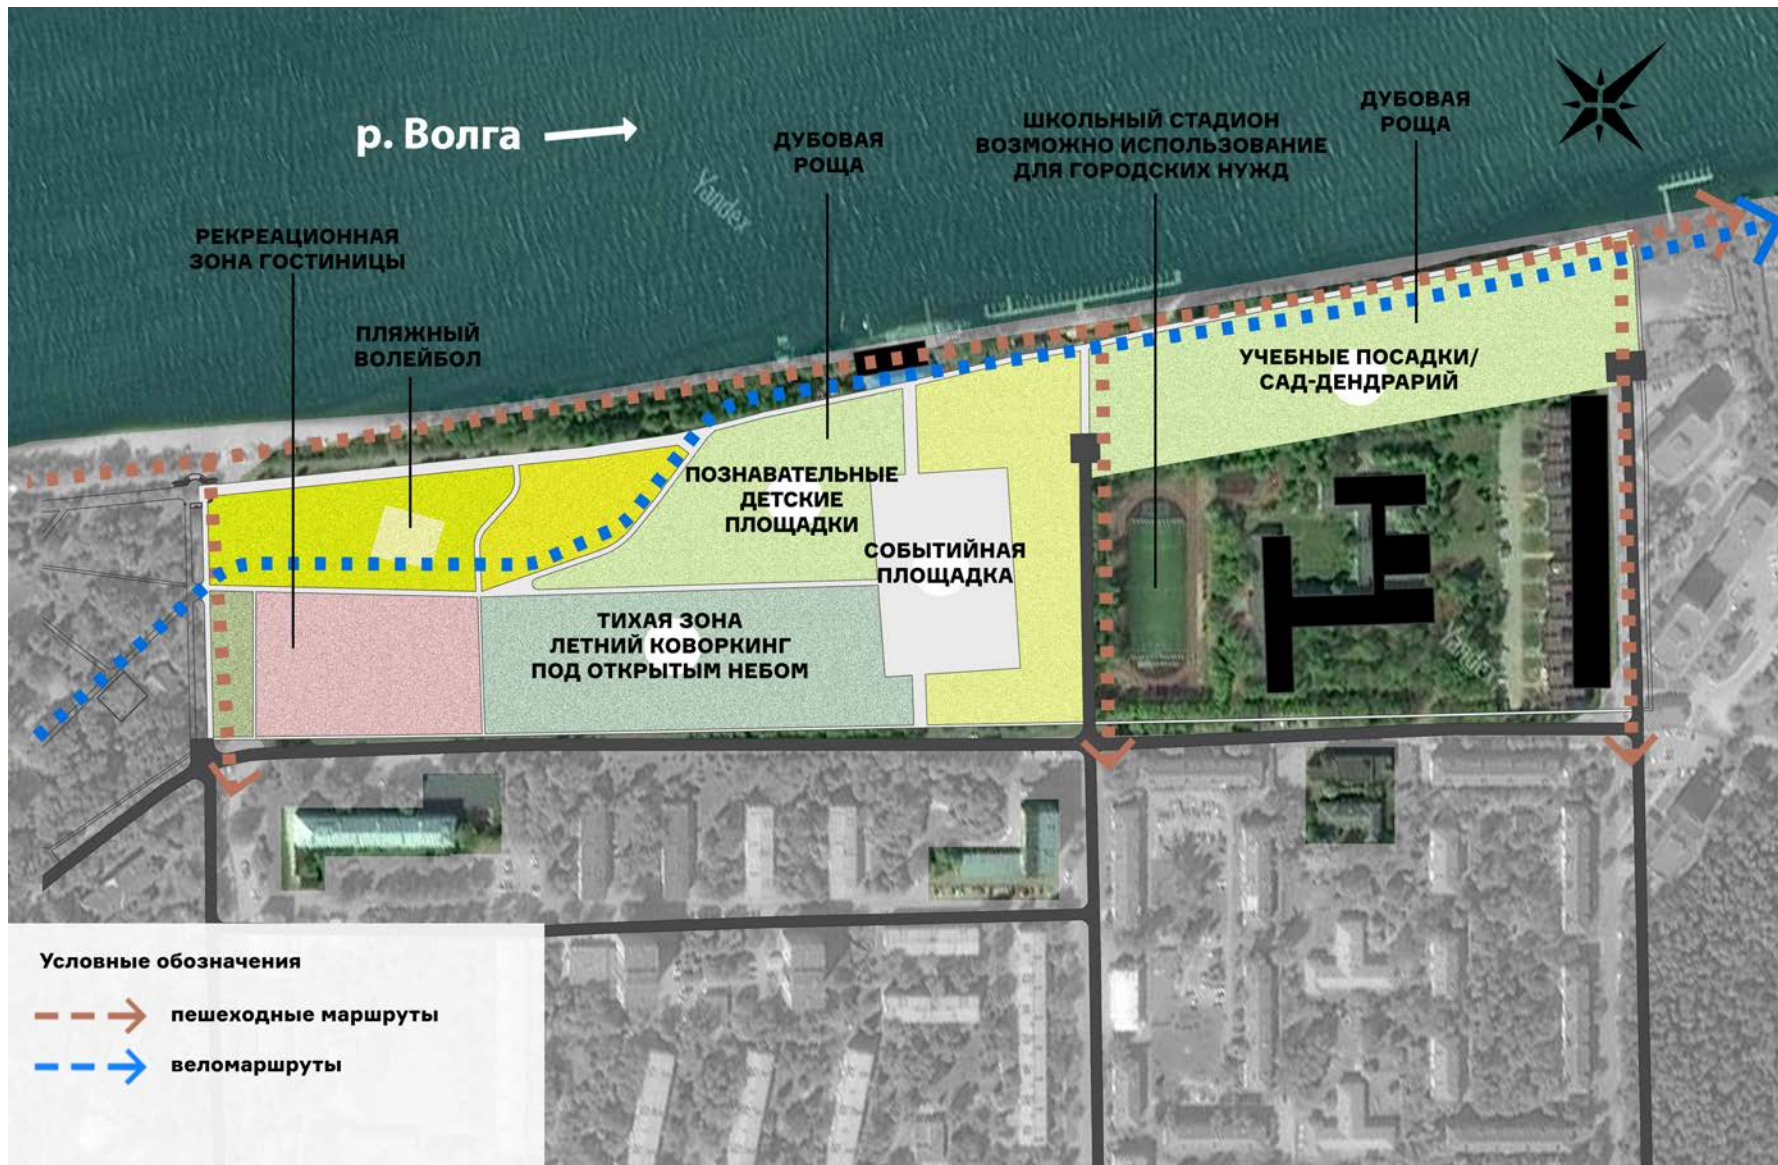 р. Волга
Yandex
ДУБОВАЯ
РОЩА
ШКОЛЬНЫЙ СТАДИОН
ВОЗМОЖНО ИСПОЛЬЗОВАНИЕ
ДЛЯ ГОРОДСКИХ НУЖД
ДУБОВАЯ
РОЩА
РЕКРЕАЦИОННАЯ
ЗОНА ГОСТИНИЦЫ
ПЛЯЖНЫЙ
ВОЛЕЙБОЛ
УЧЕБНЫЕ ПОСАДКИ/
САД-ДЕНДРАРИЙ
ПОЗНАВАТЕЛЬНЫЕ
ДЕТСКИЕ
ПЛОЩАДКИ
СОБЫТИЙНАЯ
ПЛОЩАДКА
ТИХАЯ ЗОНА
ЛЕТНИЙ КОВОРКИНГ
ПОД ОТКРЫТЫМ НЕБОМ
Yandex
Условные обозначения
пешеходные маршруты
веломаршруты